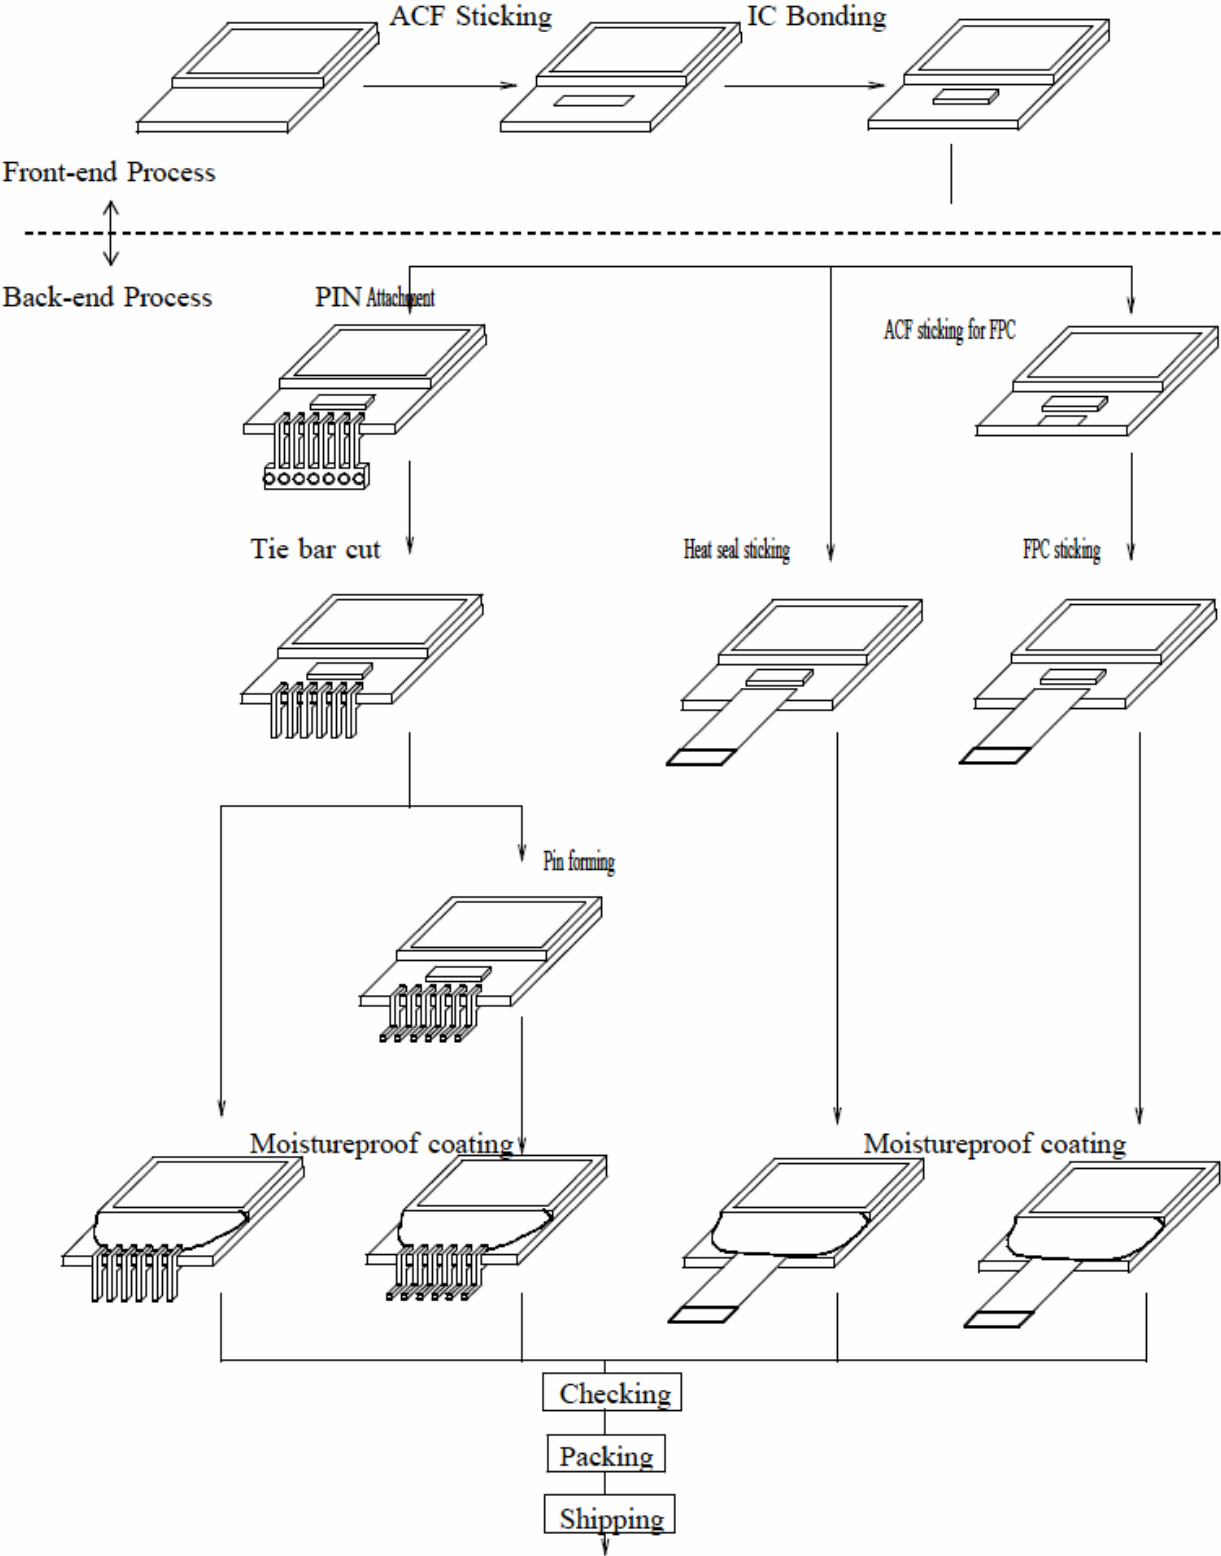 ACF Sticking
IC Bonding
Front-end Process
Back-end Process
PIN Attachment
ACF sticking for FPC
Tie bar cut
Heat seal sticking
FPC sticking
Pin forming
Moistureproof coating
Moistureproof coating
Checking
Packing
Shipping